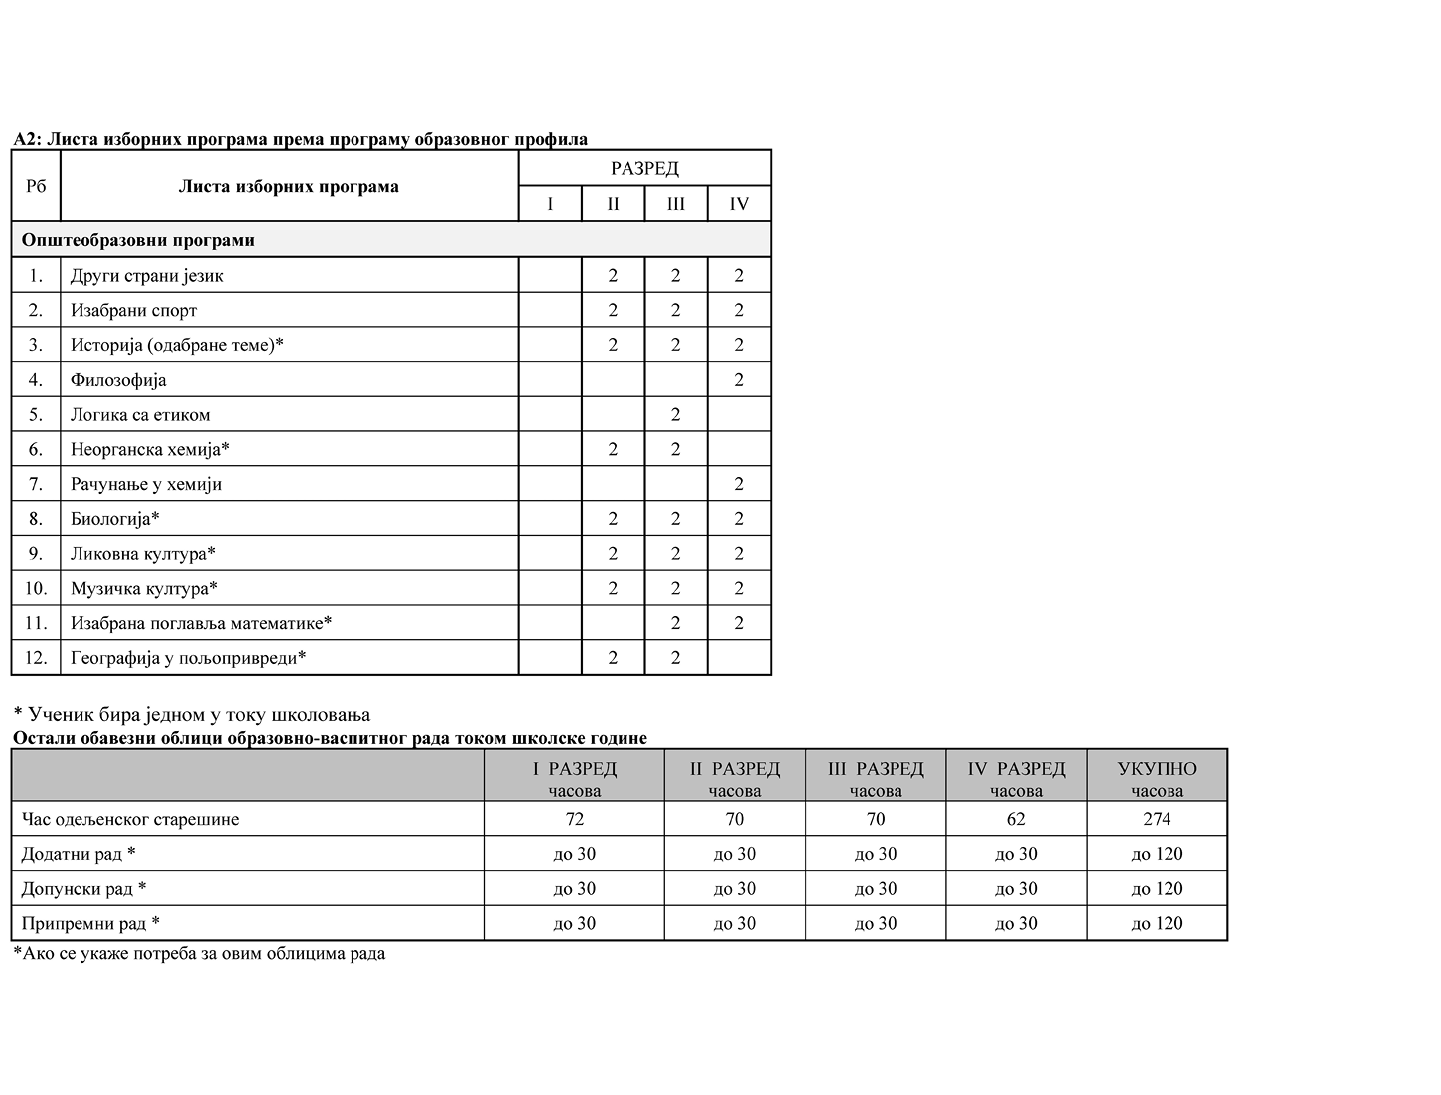 А2: Листа изборних програма према програму образовног профила
Рб Листа изборних програма РАЗРЕД
I II III IV
Општеобразовни програми
1. Други страни језик 2 2 2
2. Изабрани спорт 2 2 2
3. Историја (одабране теме)* 2 2 2
4. Филозофија 2
5. Логика са етиком 2
6. Неорганска хемија* 2 2
7. Рачунање у хемији 2
8. Биологија* 2 2 2
9. Ликовна култура* 2 2 2
10. Музичка култура* 2 2 2
11. Изабрана поглавља математике* 2 2
12. Географија у пољопривреди* 2 2
* Ученик бира једном у току школовања
Остали обавезни облици образовно-васпитног рада током школске године
I РАЗРЕД II РАЗРЕД III РАЗРЕД IV РАЗРЕД УКУПНО
часова часова часова часова часова
Час одељенског старешине 72 70 70 62 274
Додатни рад * до 30 до 30 до 30 до 30 до 120
Допунски рад * до 30 до 30 до 30 до 30 до 120
Припремни рад * до 30 до 30 до 30 до 30 до 120
*Ако се укаже потреба за овим облицима рада